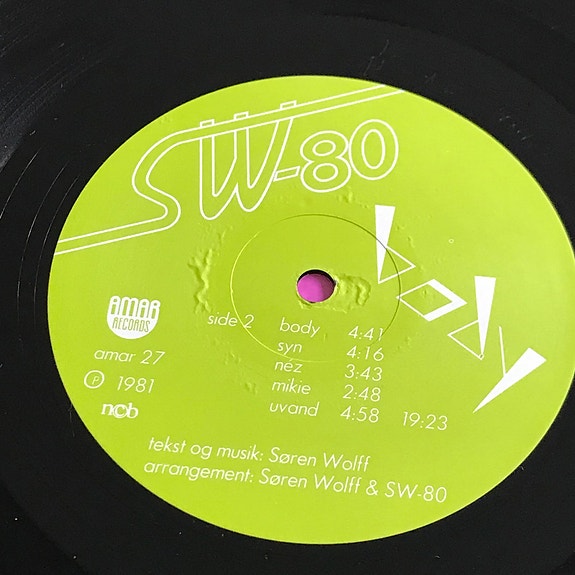 SW-80
body
AMAR
RECORDS
amar 27
℗ 1981
ncb
side 2
body 4:41
syn 4:16
nez 3:43
mikie 2:48
uvand 4:58 19:23
tekst og musik: Søren Wolff
arrangement: Søren Wolff & SW-80